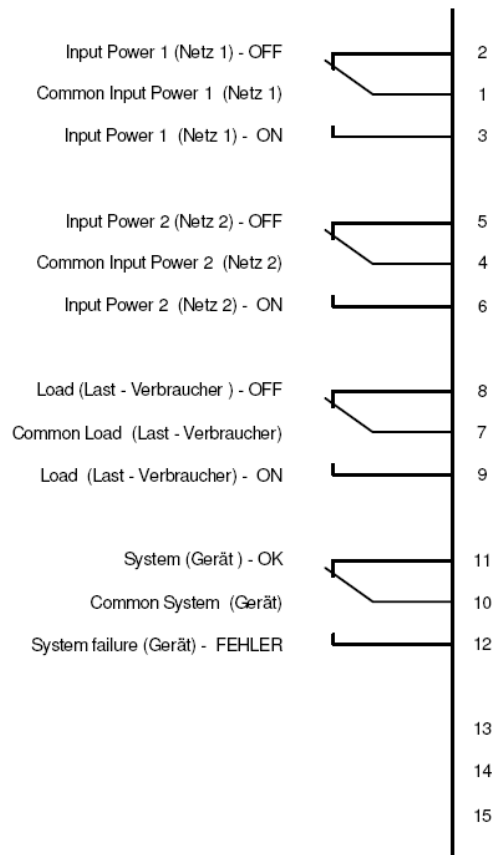 Input Power 1 (Netz 1) - OFF 2
Common Input Power 1 (Netz 1) 1
Input Power 1 (Netz 1) - ON 3
Input Power 2 (Netz 2) - OFF 5
Common Input Power 2 (Netz 2) 4
Input Power 2 (Netz 2) - ON 6
Load (Last - Verbraucher ) - OFF 8
Common Load (Last - Verbraucher) 7
Load (Last - Verbraucher) - ON 9
System (Gerät ) - OK 11
Common System (Gerät) 10
System failure (Gerät) - FEHLER 12
13
14
15